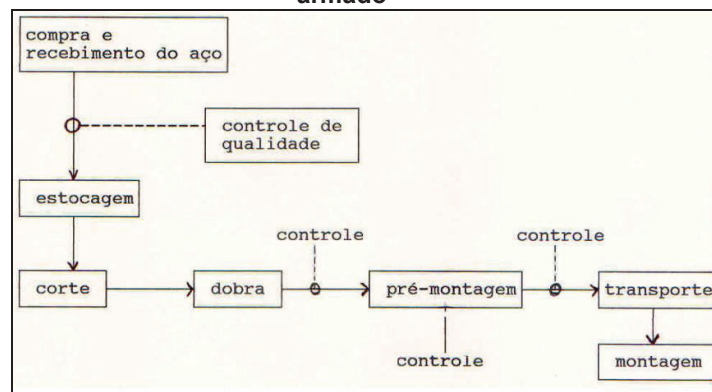 armado
compra e
recebimento do aço
controle de
qualidade
estocagem
controle
controle
corte
dobra
pré-montagem
transporte
controle
montagem